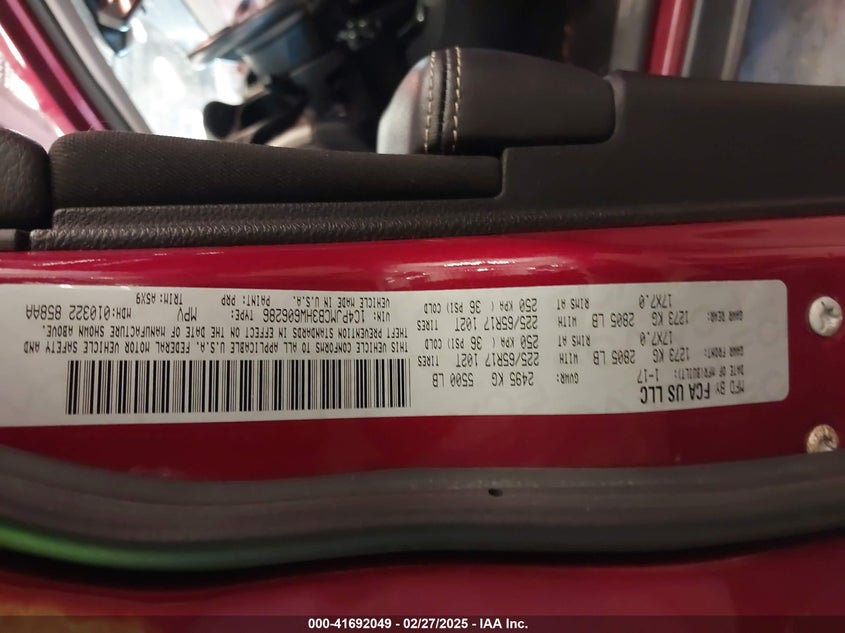 MFD BY FCA US LLC
DATE OF MFR(BUILT): 1-17 GVWR: 2495 KG 5500 LB
GAWR FRONT: 1273 KG 2805 LB WITH 225/65R17 102T TIRES
17X7.0 RIMS AT 250 KPA ( 36 PSI) COLD
GAWR REAR: 1273 KG 2805 LB WITH 225/65R17 102T TIRES
17X7.0 RIMS AT 250 KPA ( 36 PSI) COLD
THIS VEHICLE CONFORMS TO ALL APPLICABLE U.S.A. FEDERAL MOTOR VEHICLE SAFETY AND
THEFT PREVENTION STANDARDS IN EFFECT ON THE DATE OF MANUFACTURE SHOWN ABOVE.
VIN: 1C4PJMCB3HW606286 TYPE: MPV MDH:010322 858AA
VEHICLE MADE IN U.S.A. PAINT: PRP TRIM:A5X9
000-41692049 - 02/27/2025 - IAA Inc.